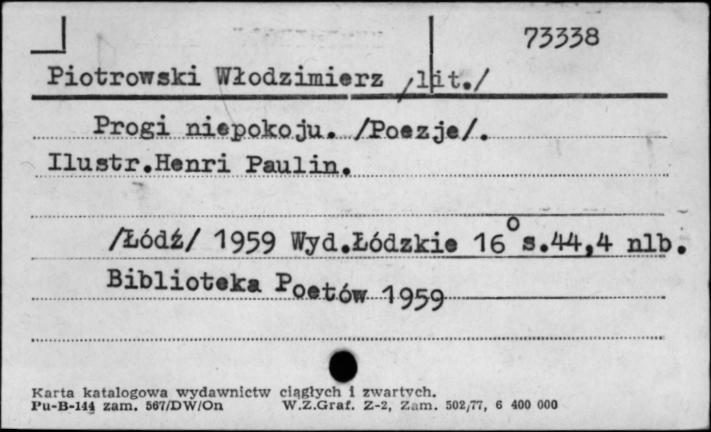 73338
Piotrowski Włodzimierz /lit./
Progi niepokoju. /Poezje/.
Ilustr.Henri Paulin.
/Łódź/ 1959 Wyd.Łódzkie 16° s.44,4 nlb.
Biblioteka Poetów 1959
Karta katalogowa wydawnictw ciągłych i zwartych.
Pu-B-144 zam. 567/DW/On W.Z.Graf. Z-2, Zam. 502/77, 6 400 000